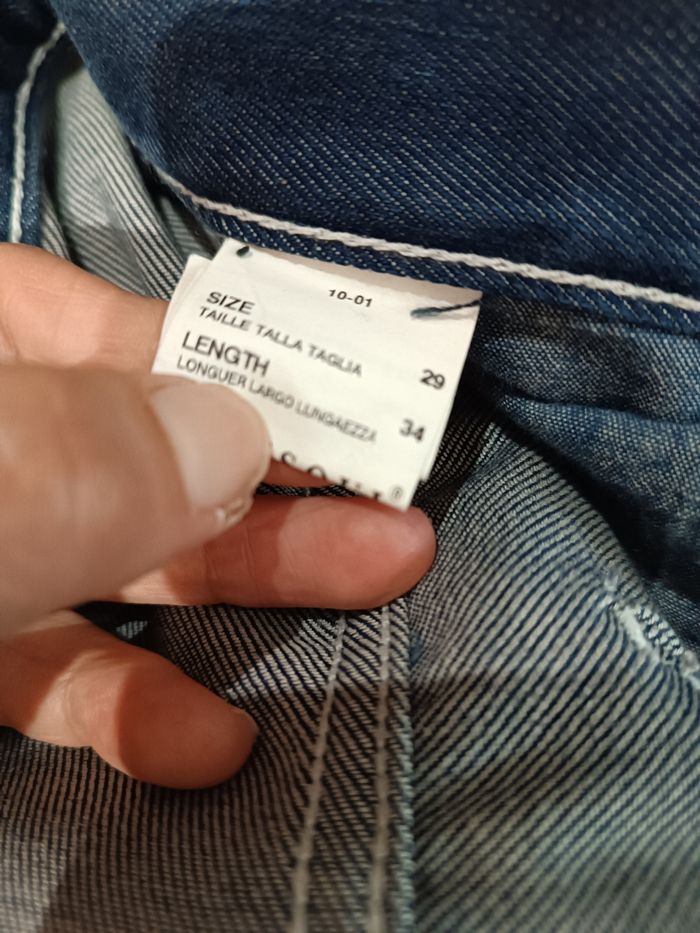 10-01
SIZE
TAILLE TALLA TAGLIA
29
LENGTH
LONGUER LARGO LUNGAEZZA
34